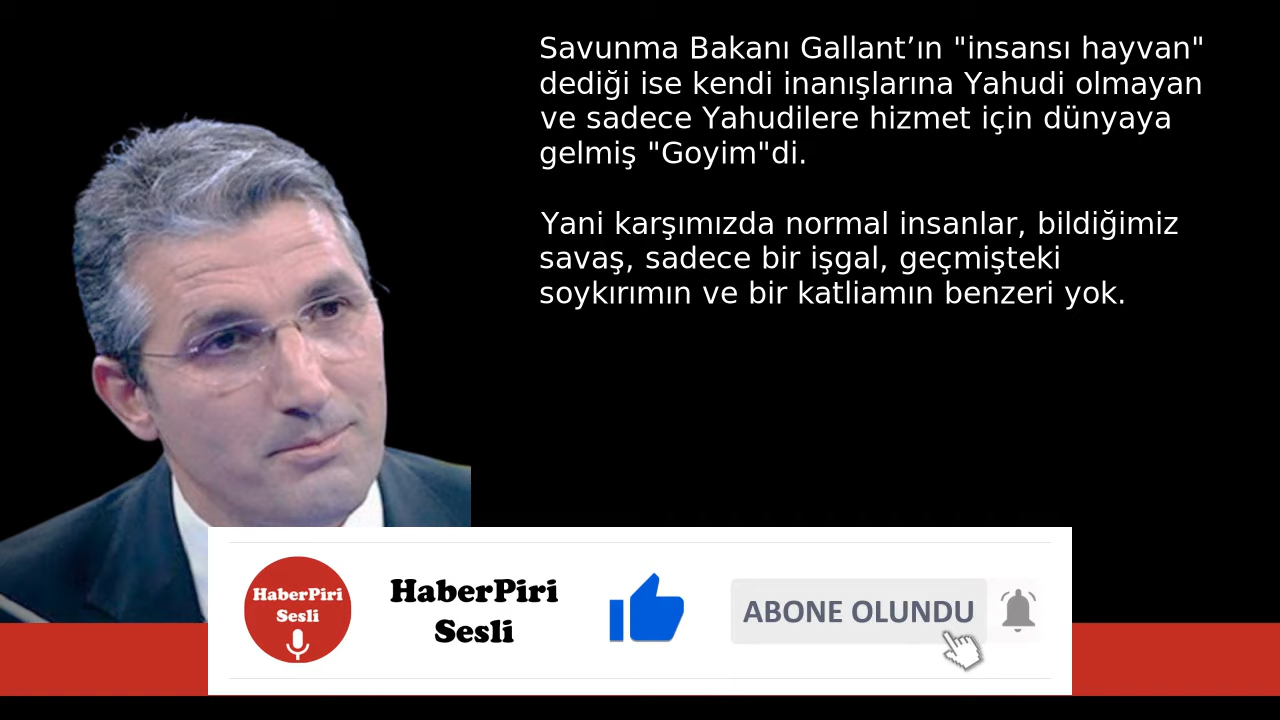 Savunma Bakanı Gallant’ın "insansı hayvan"
dediği ise kendi inanışlarına Yahudi olmayan
ve sadece Yahudilere hizmet için dünyaya
gelmiş "Goyim"di.
Yani karşımızda normal insanlar, bildiğimiz
savaş, sadece bir işgal, geçmişteki
soykırımın ve bir katliamın benzeri yok.
HaberPiri
Sesli
HaberPiri
Sesli
ABONE OLUNDU